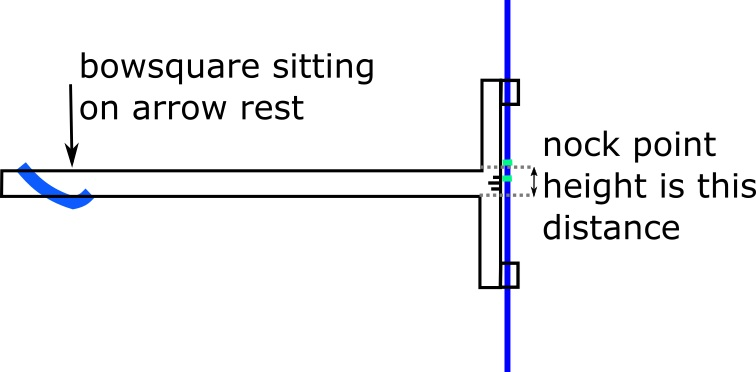 bowsquare sitting
on arrow rest
nock point
height is this
distance